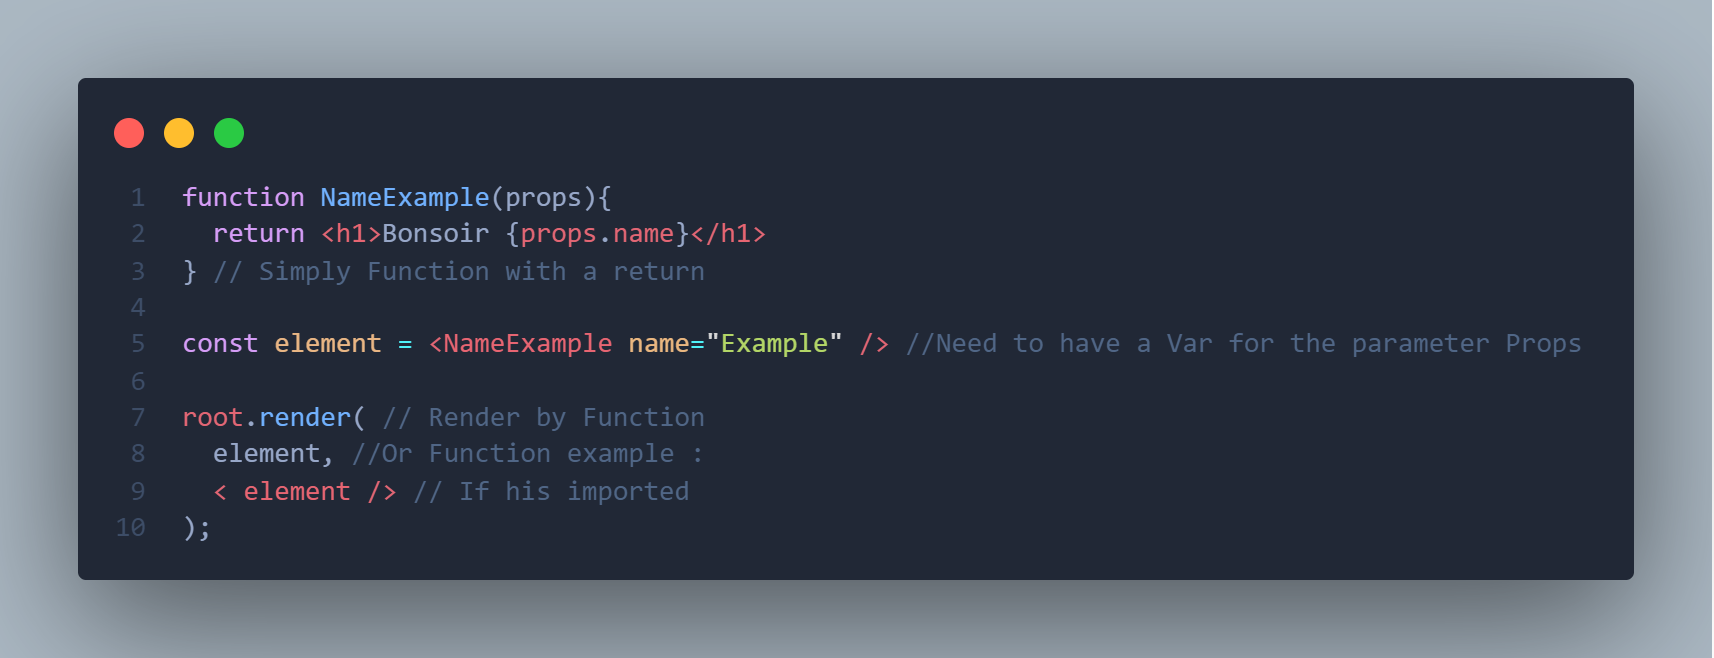 1 function NameExample(props){
2 return <h1>Bonsoir {props.name}</h1>
3 } // Simply Function with a return
4
5 const element = <NameExample name="Example" /> //Need to have a Var for the parameter Props
6
7 root.render( // Render by Function
8 element, //Or Function example :
9 < element /> // If his imported
10 );